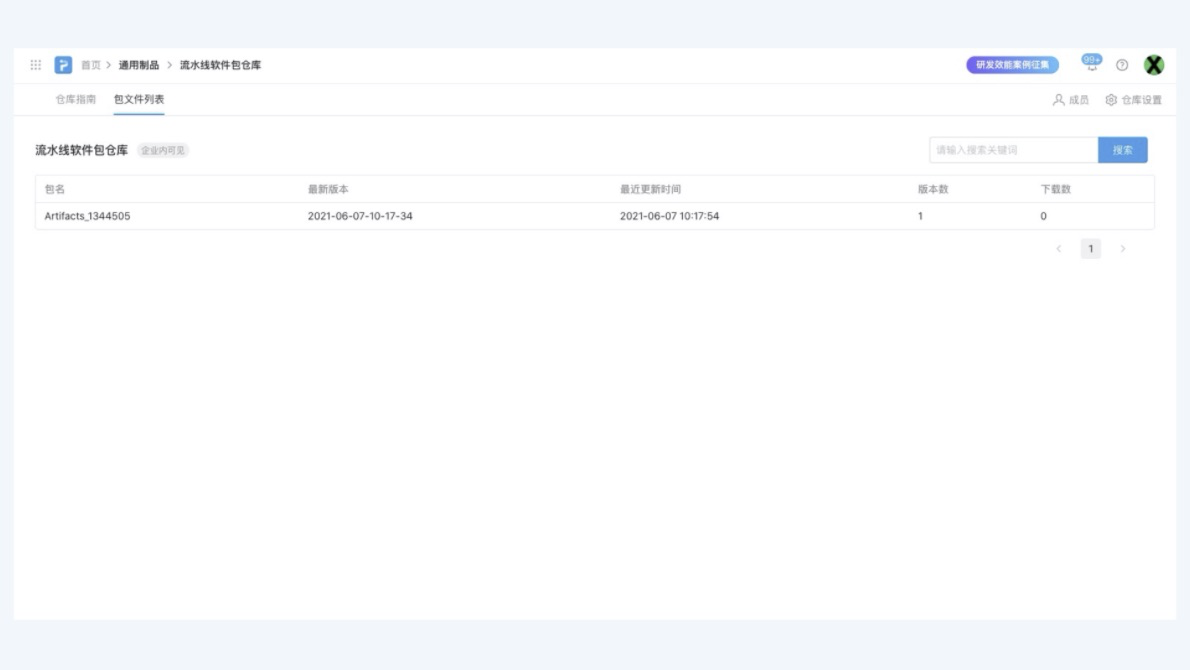 首页 > 通用制品 > 流水线软件包仓库 研发效能案例征集 99+
仓库指南 包文件列表 成员 仓库设置
流水线软件包仓库 企业内可见 请输入搜索关键词 搜索
包名 最新版本 最近更新时间 版本数 下载数
Artifacts_1344505 2021-06-07-10-17-34 2021-06-07 10:17:54 1 0
< 1 >